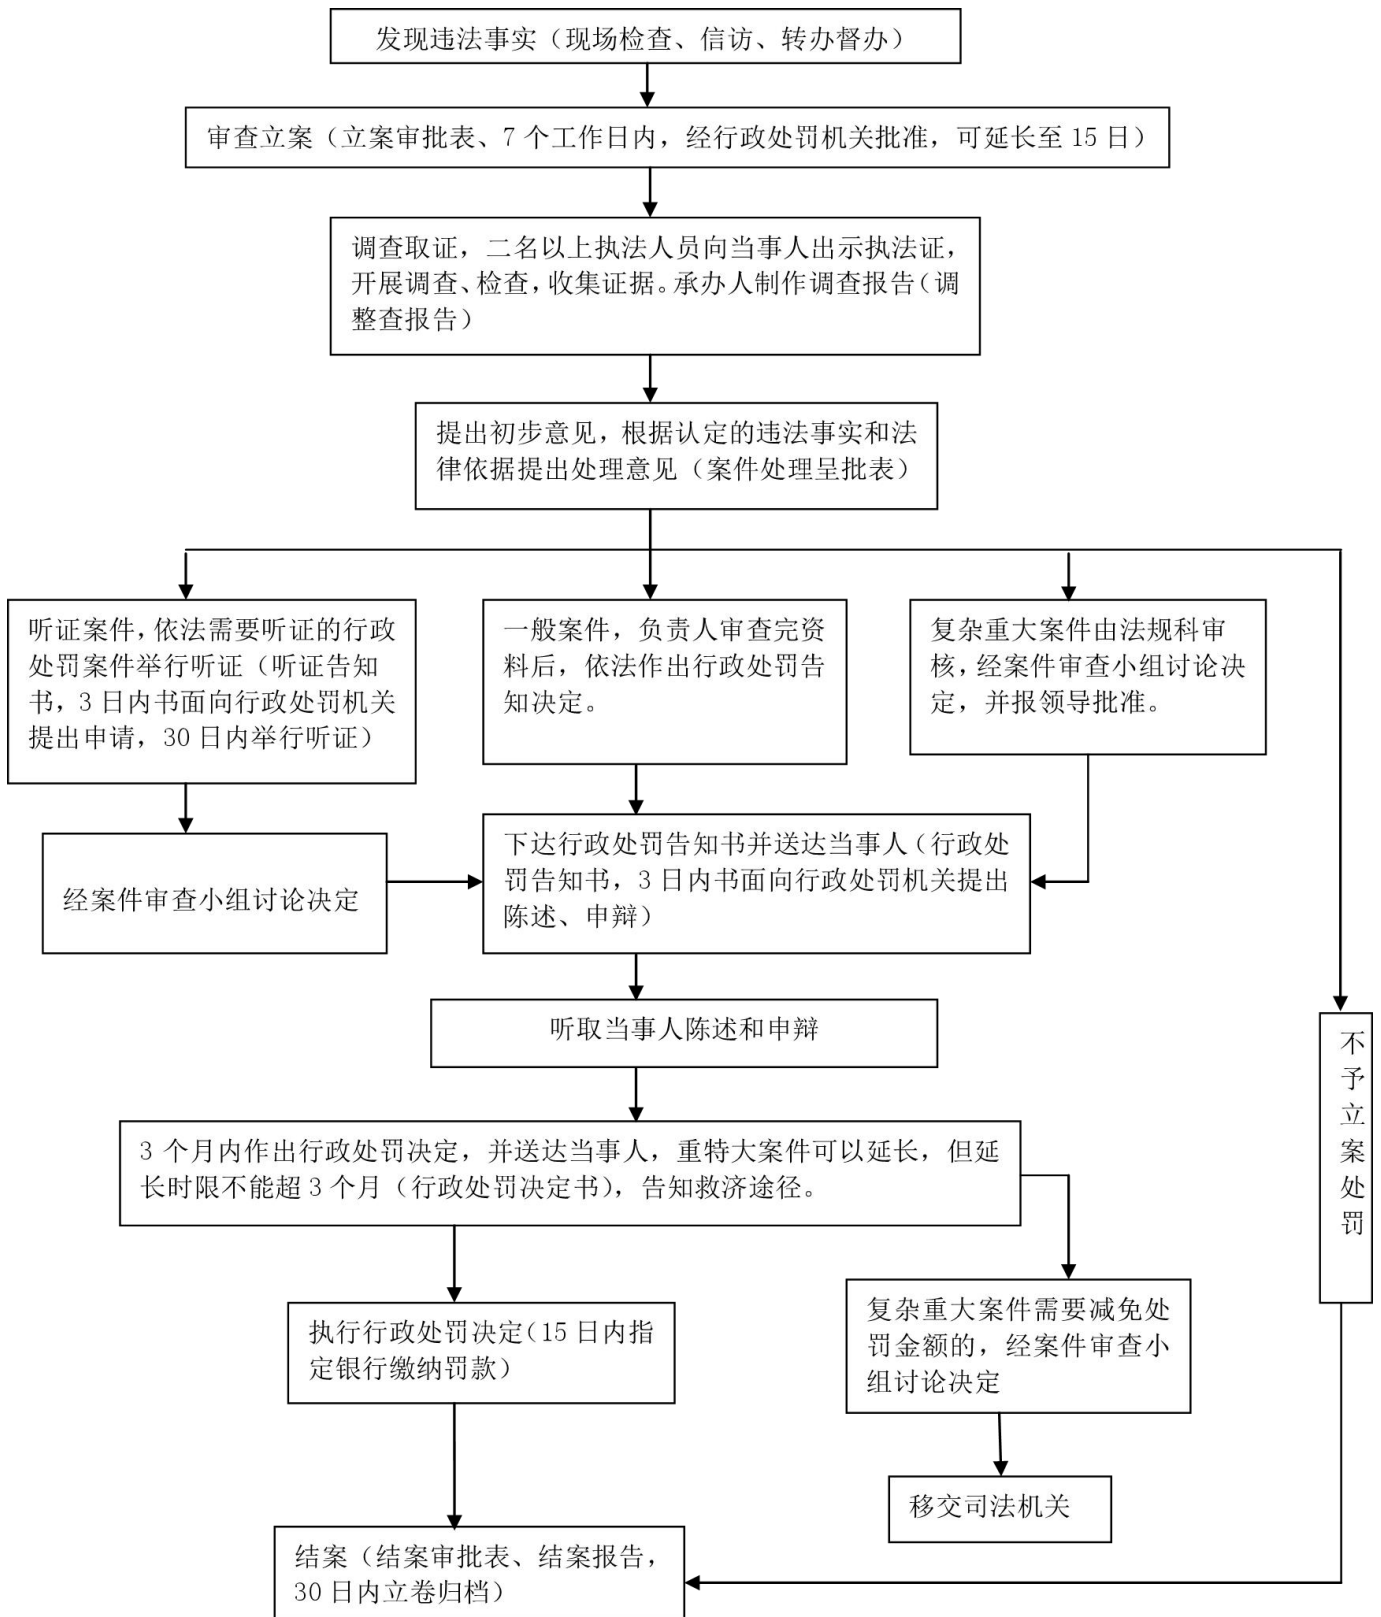 发现违法事实（现场检查、信访、转办督办）
审查立案（立案审批表、7 个工作日内，经行政处罚机关批准，可延长至 15 日）
调查取证，二名以上执法人员向当事人出示执法证，
开展调查、检查，收集证据。承办人制作调查报告（调
整查报告）
提出初步意见，根据认定的违法事实和法
律依据提出处理意见（案件处理呈批表）
听证案件，依法需要听证的行政
处罚案件举行听证（听证告知
书，3 日内书面向行政处罚机关
提出申请，30 日内举行听证）
一般案件，负责人审查完资
料后，依法作出行政处罚告
知决定。
复杂重大案件由法规科审
核，经案件审查小组讨论决
定，并报领导批准。
经案件审查小组讨论决定
下达行政处罚告知书并送达当事人（行政处
罚告知书，3 日内书面向行政处罚机关提出
陈述、申辩）
听取当事人陈述和申辩
不予立案处罚
3 个月内作出行政处罚决定，并送达当事人，重特大案件可以延长，但延
长时限不能超 3 个月（行政处罚决定书），告知救济途径。
执行行政处罚决定（15 日内指
定银行缴纳罚款）
复杂重大案件需要减免处
罚金额的，经案件审查小
组讨论决定
移交司法机关
结案（结案审批表、结案报告，
30 日内立卷归档）